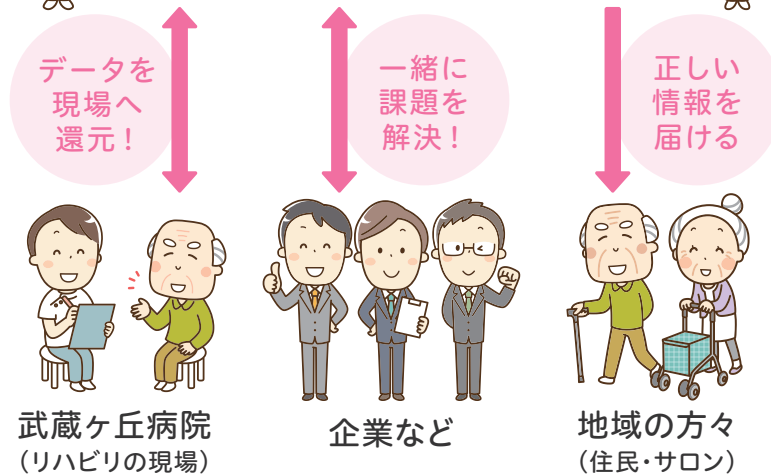 データを
現場へ
還元！
一緒に
課題を
解決！
正しい
情報を
届ける
武蔵ヶ丘病院
（リハビリの現場）
企業など
地域の方々
（住民・サロン）